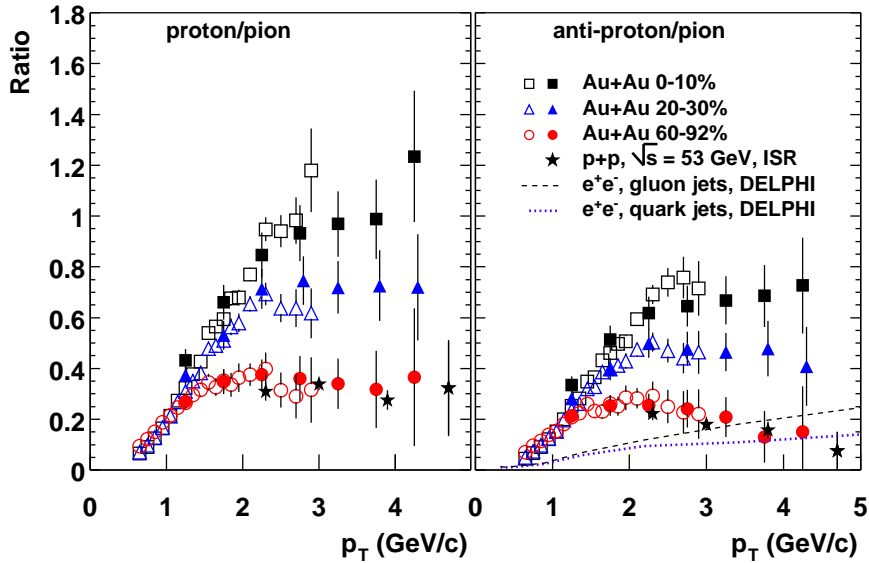 Ratio
1.8
1.6
1.4
1.2
1
0.8
0.6
0.4
0.2
0
proton/pion
anti-proton/pion
Au+Au 0-10%
Au+Au 20-30%
Au+Au 60-92%
p+p, √s = 53 GeV, ISR
e⁺e⁻, gluon jets, DELPHI
e⁺e⁻, quark jets, DELPHI
0 1 2 3 4 0 1 2 3 4 5
p_T (GeV/c) p_T (GeV/c)